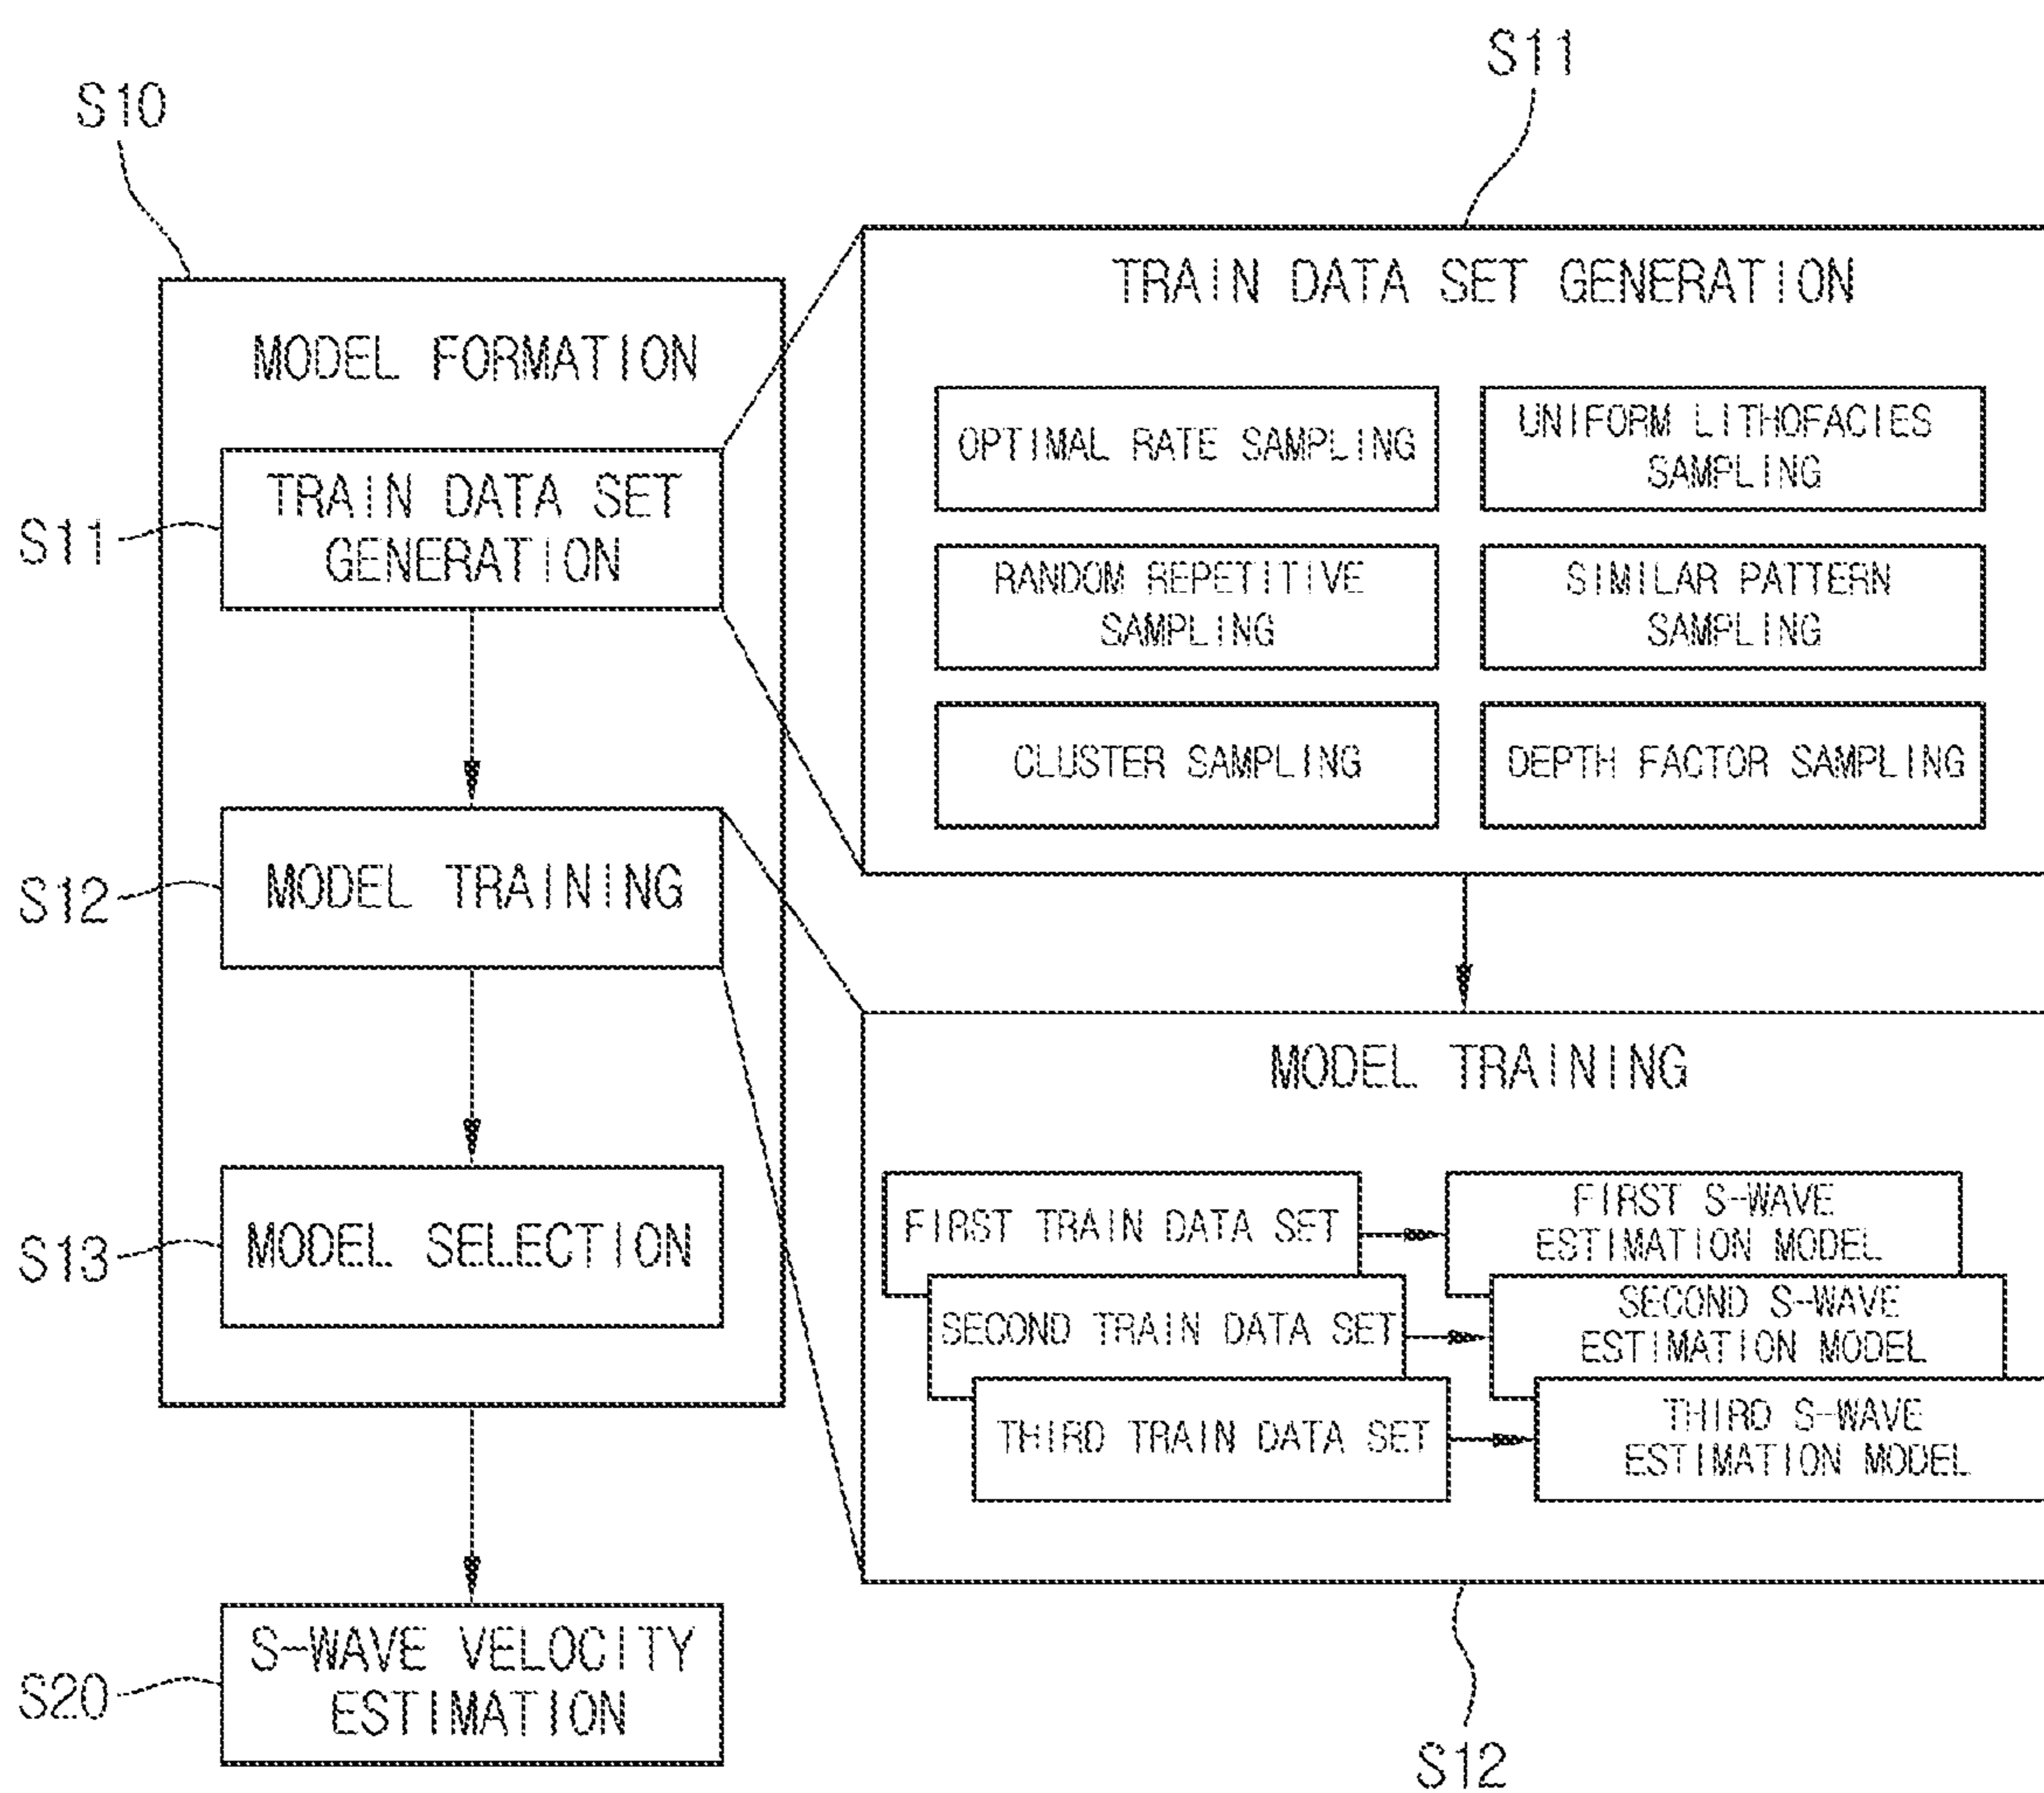 S10
MODEL FORMATION
S11
TRAIN DATA SET
GENERATION
S12
MODEL TRAINING
S13
MODEL SELECTION
S20
S-WAVE VELOCITY
ESTIMATION
S11
TRAIN DATA SET GENERATION
OPTIMAL RATE SAMPLING
UNIFORM LITHOFACIES
SAMPLING
RANDOM REPETITIVE
SAMPLING
SIMILAR PATTERN
SAMPLING
CLUSTER SAMPLING
DEPTH FACTOR SAMPLING
MODEL TRAINING
FIRST TRAIN DATA SET
FIRST S-WAVE
ESTIMATION MODEL
SECOND TRAIN DATA SET
SECOND S-WAVE
ESTIMATION MODEL
THIRD TRAIN DATA SET
THIRD S-WAVE
ESTIMATION MODEL
S12